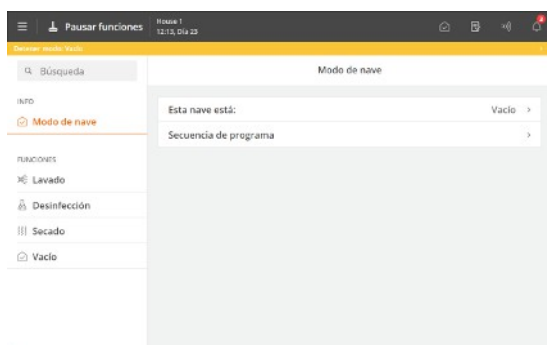 Pausar funciones
House 1
12:13, Día 23
Detener modo: Vacío
Búsqueda
Modo de nave
INFO
Modo de nave
Esta nave está:
Vacío
Secuencia de programa
FUNCIONES
Lavado
Desinfección
Secado
Vacío